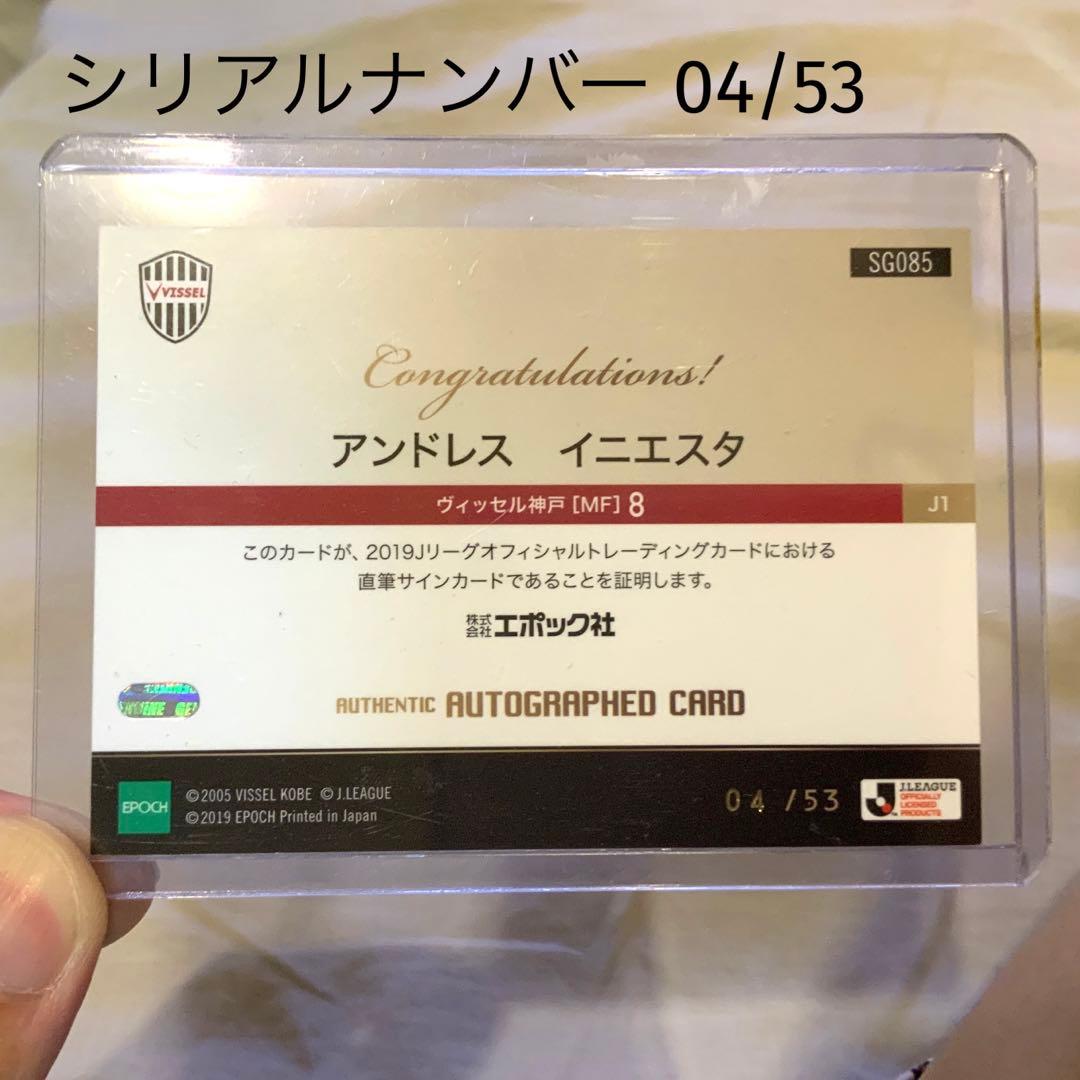 シリアルナンバー 04/53
VISSEL
SG085
Congratulations!
アンドレス　イニエスタ
ヴィッセル神戸 [MF] 8
J1
このカードが、2019Jリーグオフィシャルトレーディングカードにおける
直筆サインカードであることを証明します。
株式会社エポック社
AUTHENTIC AUTOGRAPHED CARD
EPOCH
©2005 VISSEL KOBE ©J.LEAGUE
©2019 EPOCH Printed in Japan
04 /53
J.LEAGUE
OFFICIALLY
LICENSED
PRODUCTS